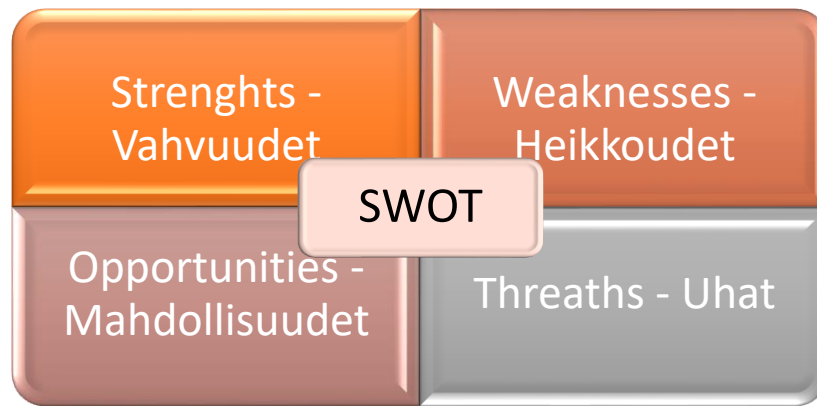 Strenghts -
Vahvuudet
Weaknesses -
Heikkoudet
SWOT
Opportunities -
Mahdollisuudet
Threaths - Uhat